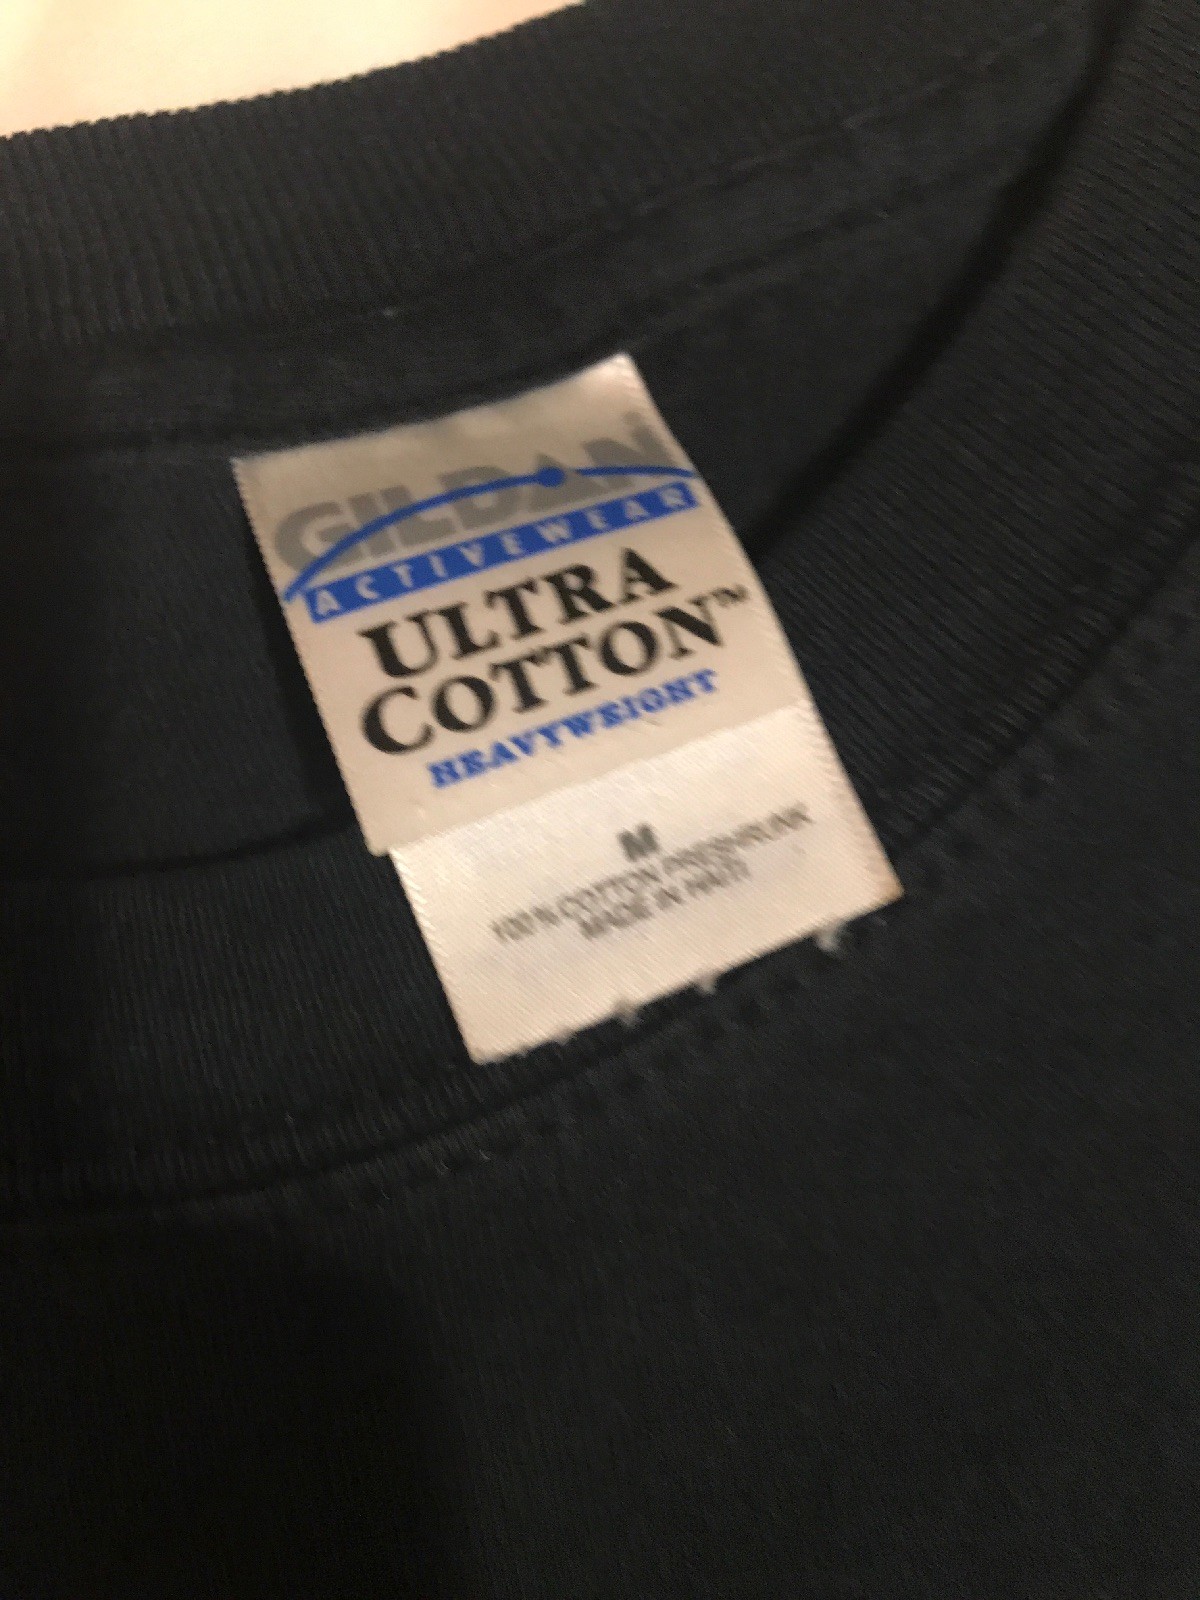 GILDAN
ACTIVEWEAR
ULTRA
COTTON™
HEAVYWEIGHT
M
100% COTTON PRESHRUNK
MADE IN HAITI